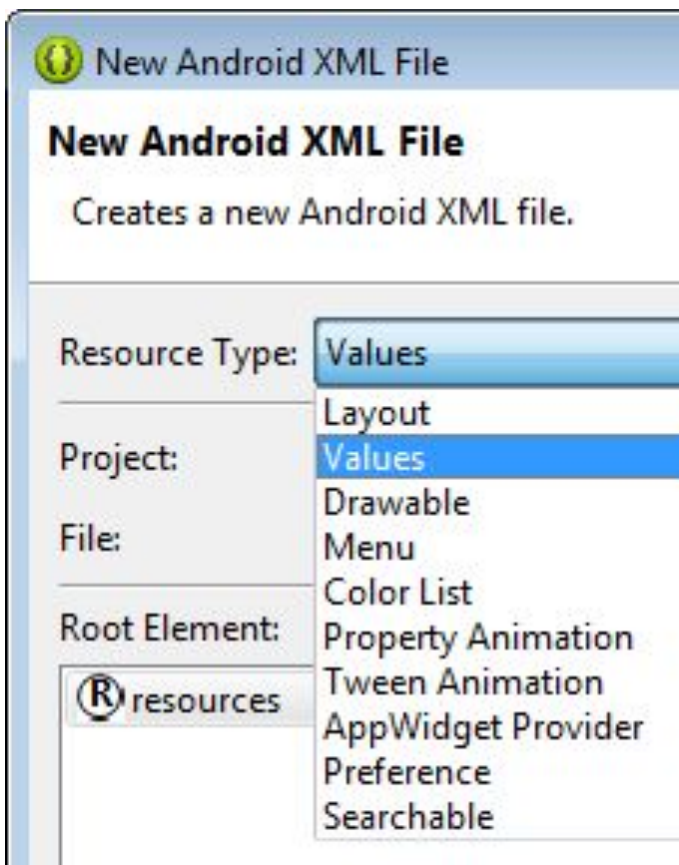 New Android XML File
New Android XML File
Creates a new Android XML file.
Resource Type: Values
Layout
Project: Values
Drawable
File: Menu
Color List
Root Element: Property Animation
Tween Animation
R resources
AppWidget Provider
Preference
Searchable